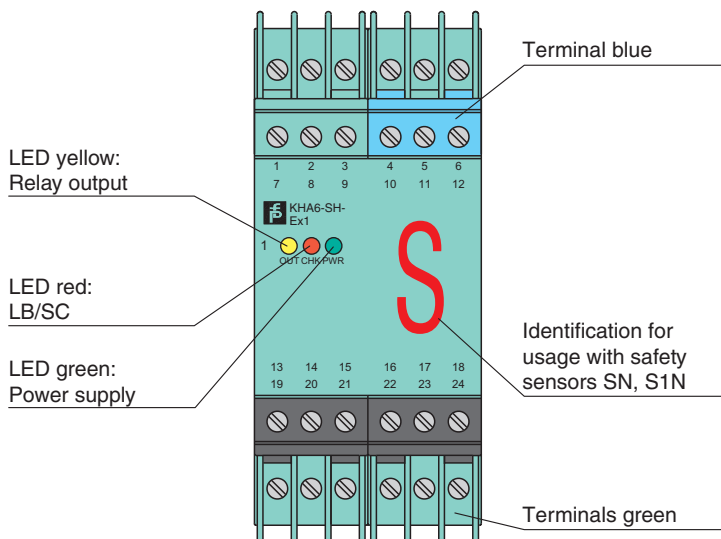 Terminal blue
LED yellow:
Relay output
LED red:
LB/SC
LED green:
Power supply
1 2 3 4 5 6
7 8 9 10 11 12
KHA6-SH-
Ex1
1
OUT CHK PWR
S
Identification for
usage with safety
sensors SN, S1N
13 14 15 16 17 18
19 20 21 22 23 24
Terminals green